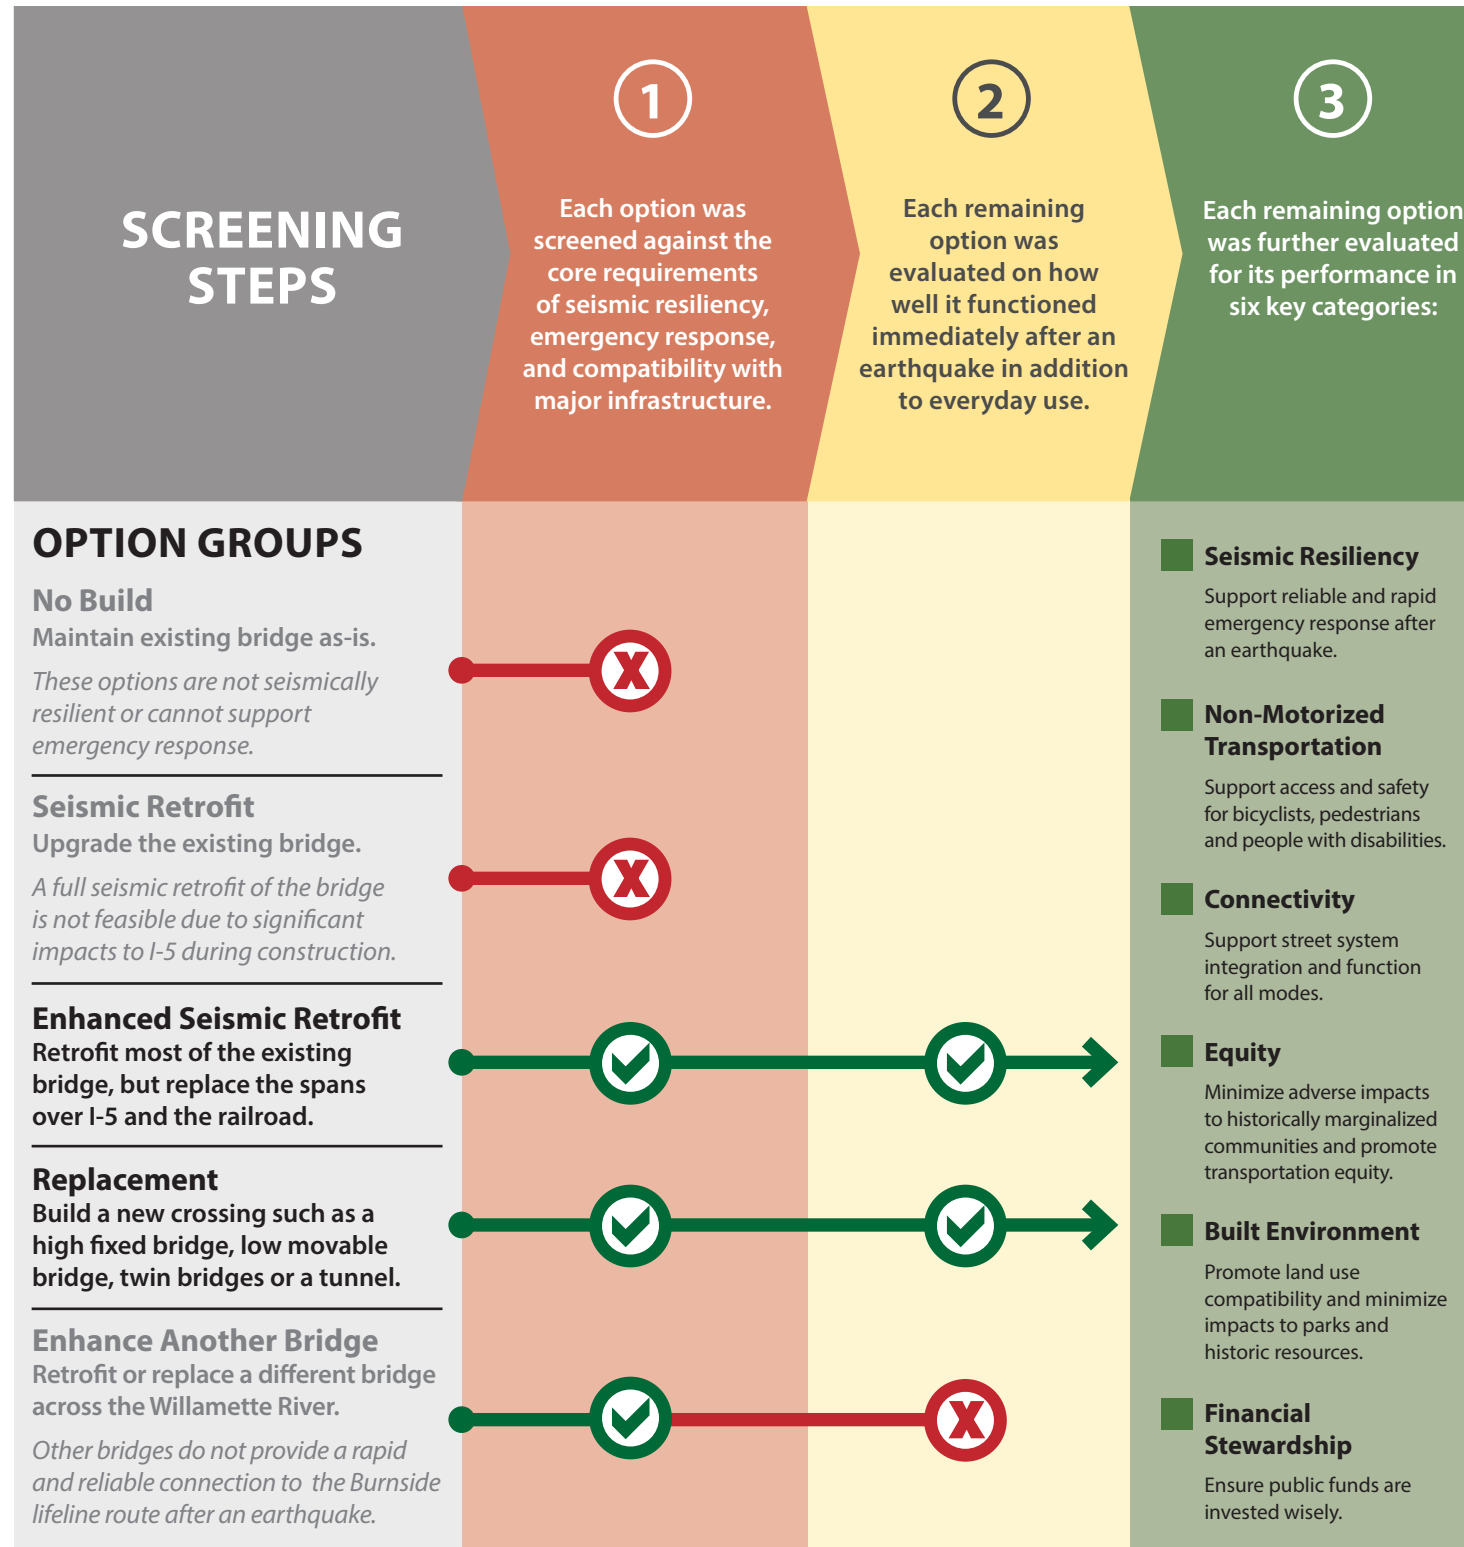 SCREENING
STEPS
1
Each option was
screened against the
core requirements
of seismic resiliency,
emergency response,
and compatibility with
major infrastructure.
2
Each remaining
option was
evaluated on how
well it functioned
immediately after an
earthquake in addition
to everyday use.
3
Each remaining option
was further evaluated
for its performance in
six key categories:
OPTION GROUPS
No Build
Maintain existing bridge as-is.
These options are not seismically
resilient or cannot support
emergency response.
X
Seismic Retrofit
Upgrade the existing bridge.
A full seismic retrofit of the bridge
is not feasible due to significant
impacts to I-5 during construction.
X
Enhanced Seismic Retrofit
Retrofit most of the existing
bridge, but replace the spans
over I-5 and the railroad.
Replacement
Build a new crossing such as a
high fixed bridge, low movable
bridge, twin bridges or a tunnel.
Enhance Another Bridge
Retrofit or replace a different bridge
across the Willamette River.
Other bridges do not provide a rapid
and reliable connection to  the Burnside
lifeline route after an earthquake.
X
Seismic Resiliency
Support reliable and rapid
emergency response after
an earthquake.
Non-Motorized
Transportation
Support access and safety
for bicyclists, pedestrians
and people with disabilities.
Connectivity
Support street system
integration and function
for all modes.
Equity
Minimize adverse impacts
to historically marginalized
communities and promote
transportation equity.
Built Environment
Promote land use
compatibility and minimize
impacts to parks and
historic resources.
Financial
Stewardship
Ensure public funds are
invested wisely.